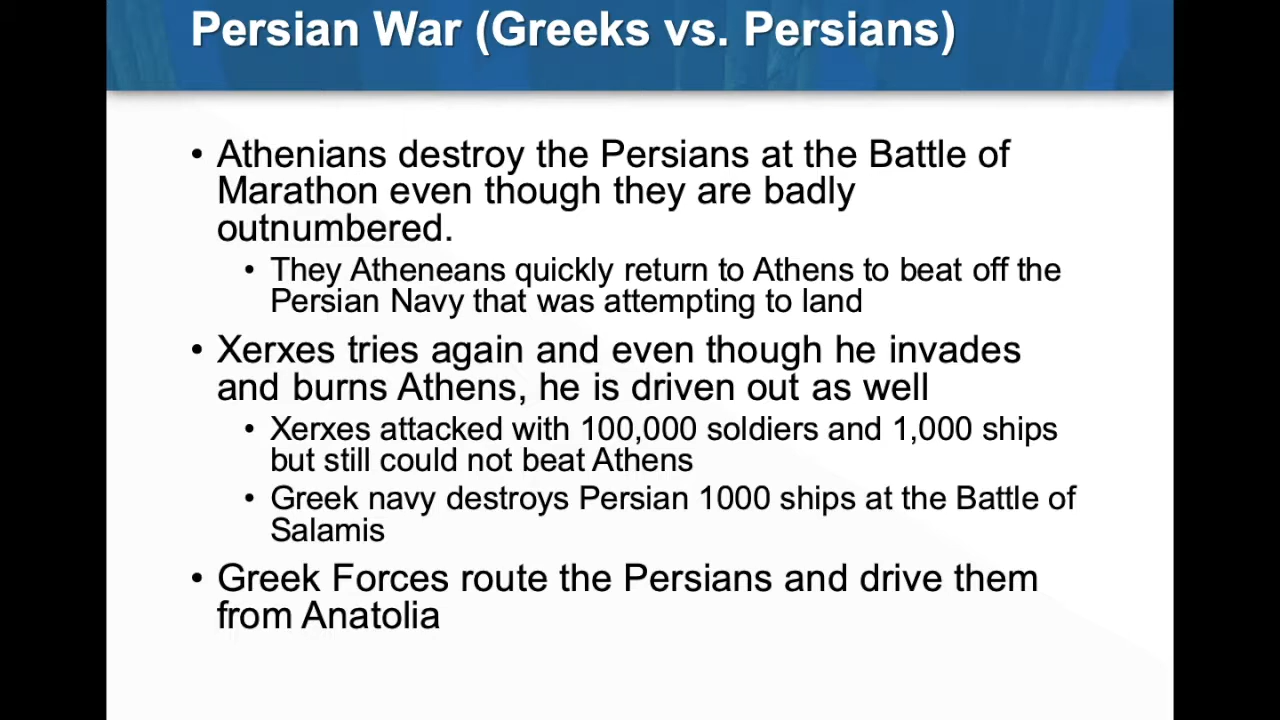 Persian War (Greeks vs. Persians)
• Athenians destroy the Persians at the Battle of
Marathon even though they are badly
outnumbered.
• They Atheneans quickly return to Athens to beat off the
Persian Navy that was attempting to land
• Xerxes tries again and even though he invades
and burns Athens, he is driven out as well
• Xerxes attacked with 100,000 soldiers and 1,000 ships
but still could not beat Athens
• Greek navy destroys Persian 1000 ships at the Battle of
Salamis
• Greek Forces route the Persians and drive them
from Anatolia